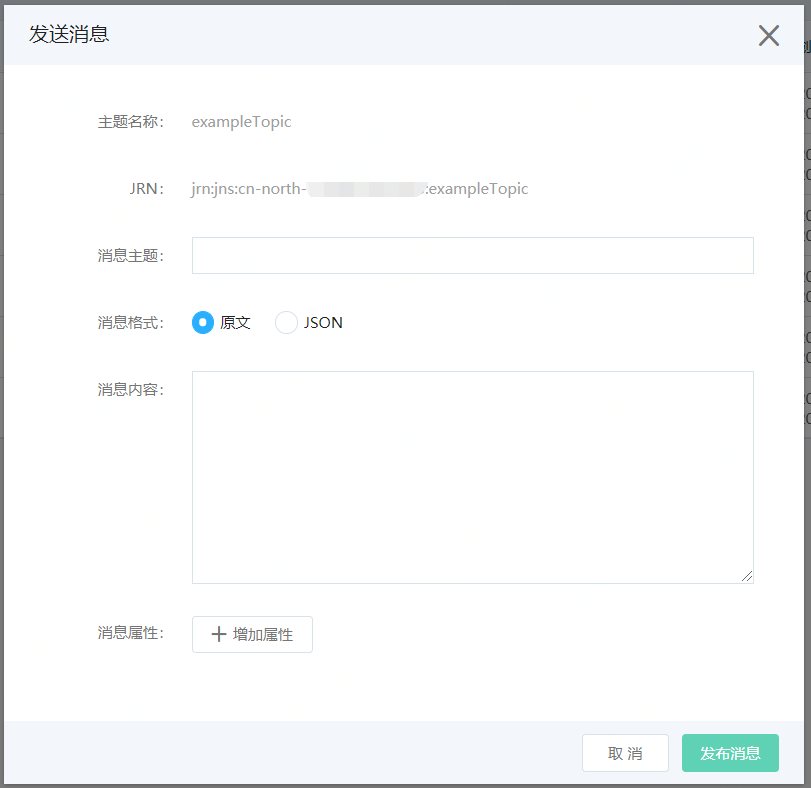 发送消息
主题名称： exampleTopic
JRN： jrn:jns:cn-north- :exampleTopic
消息主题：
消息格式： 原文 JSON
消息内容：
消息属性： 增加属性
取 消 发布消息